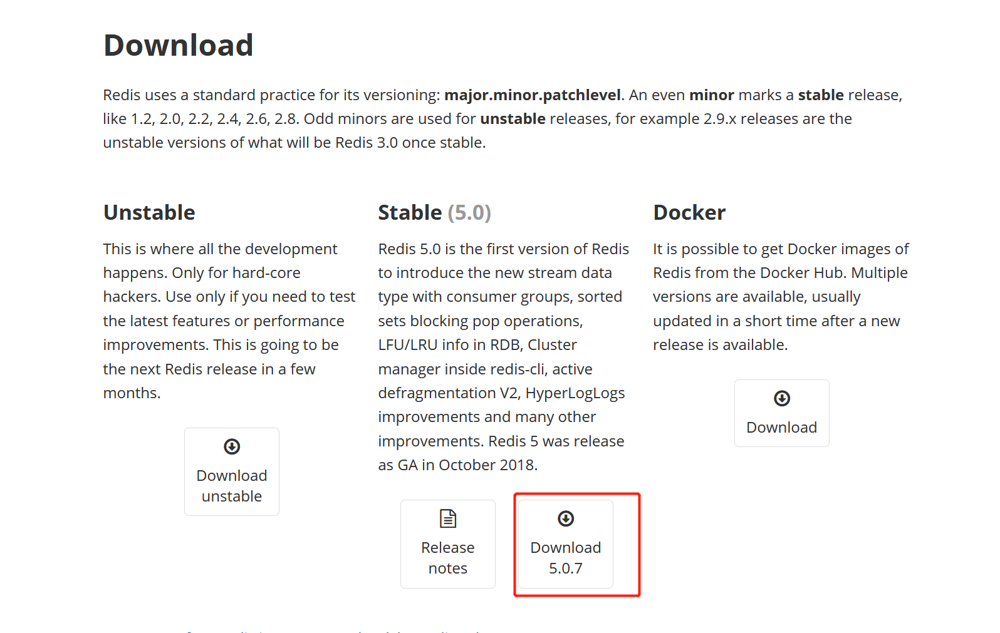 Download
Redis uses a standard practice for its versioning: major.minor.patchlevel. An even minor marks a stable release,
like 1.2, 2.0, 2.2, 2.4, 2.6, 2.8. Odd minors are used for unstable releases, for example 2.9.x releases are the
unstable versions of what will be Redis 3.0 once stable.
Unstable
This is where all the development
happens. Only for hard-core
hackers. Use only if you need to test
the latest features or performance
improvements. This is going to be
the next Redis release in a few
months.
Download
unstable
Stable (5.0)
Redis 5.0 is the first version of Redis
to introduce the new stream data
type with consumer groups, sorted
sets blocking pop operations,
LFU/LRU info in RDB, Cluster
manager inside redis-cli, active
defragmentation V2, HyperLogLogs
improvements and many other
improvements. Redis 5 was release
as GA in October 2018.
Release
notes
Download
5.0.7
Docker
It is possible to get Docker images of
Redis from the Docker Hub. Multiple
versions are available, usually
updated in a short time after a new
release is available.
Download